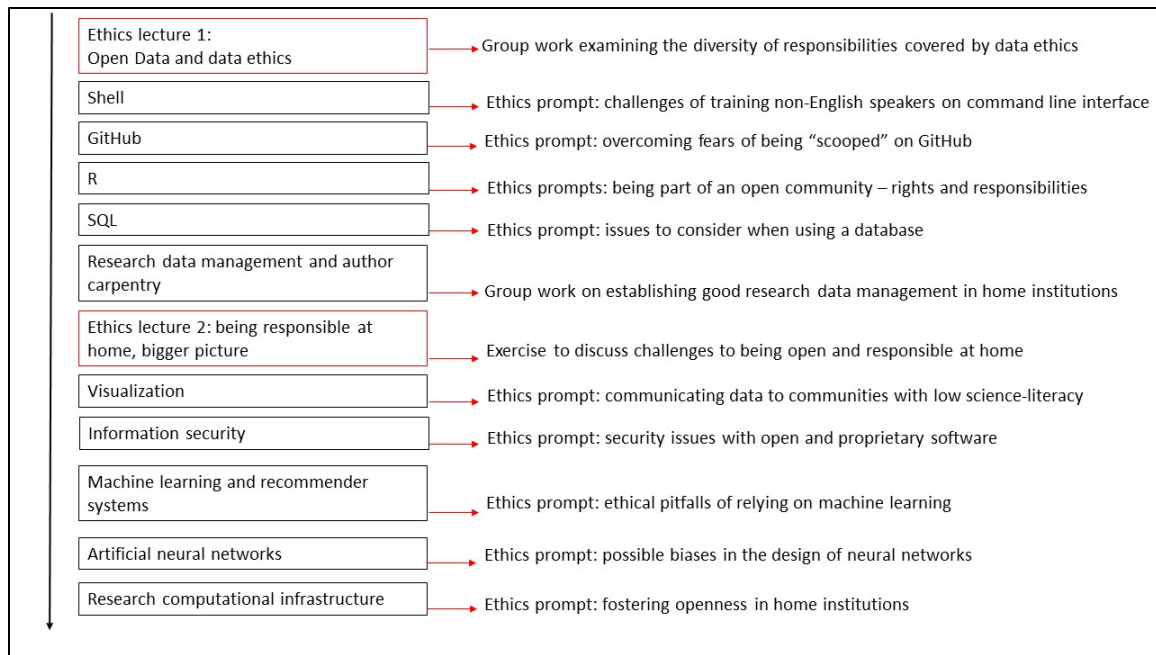 Ethics lecture 1:
Open Data and data ethics
Group work examining the diversity of responsibilities covered by data ethics
Shell
Ethics prompt: challenges of training non-English speakers on command line interface
GitHub
Ethics prompt: overcoming fears of being “scooped” on GitHub
R
Ethics prompts: being part of an open community – rights and responsibilities
SQL
Ethics prompt: issues to consider when using a database
Research data management and author
carpentry
Group work on establishing good research data management in home institutions
Ethics lecture 2: being responsible at
home, bigger picture
Exercise to discuss challenges to being open and responsible at home
Visualization
Ethics prompt: communicating data to communities with low science-literacy
Information security
Ethics prompt: security issues with open and proprietary software
Machine learning and recommender
systems
Ethics prompt: ethical pitfalls of relying on machine learning
Artificial neural networks
Ethics prompt: possible biases in the design of neural networks
Research computational infrastructure
Ethics prompt: fostering openness in home institutions